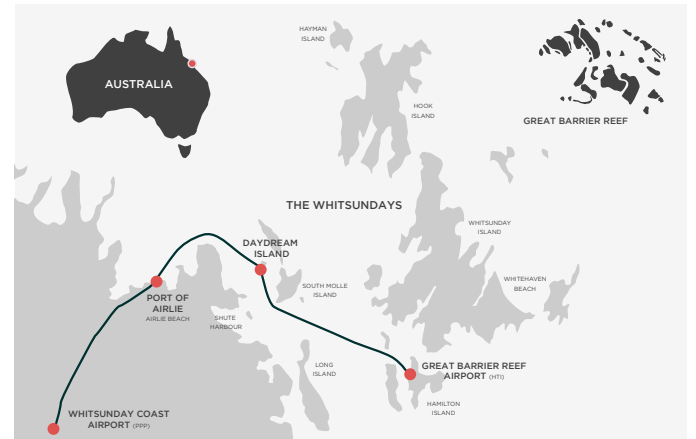 HAYMAN
ISLAND
AUSTRALIA
HOOK
ISLAND
GREAT BARRIER REEF
THE WHITSUNDAYS
WHITSUNDAY
ISLAND
DAYDREAM
ISLAND
WHITEHAVEN
BEACH
SOUTH MOLLE
ISLAND
PORT OF
AIRLIE
AIRLIE BEACH
SHUTE
HARBOUR
LONG
ISLAND
GREAT BARRIER REEF
AIRPORT (HTI)
HAMILTON
ISLAND
WHITSUNDAY COAST
AIRPORT (PPP)